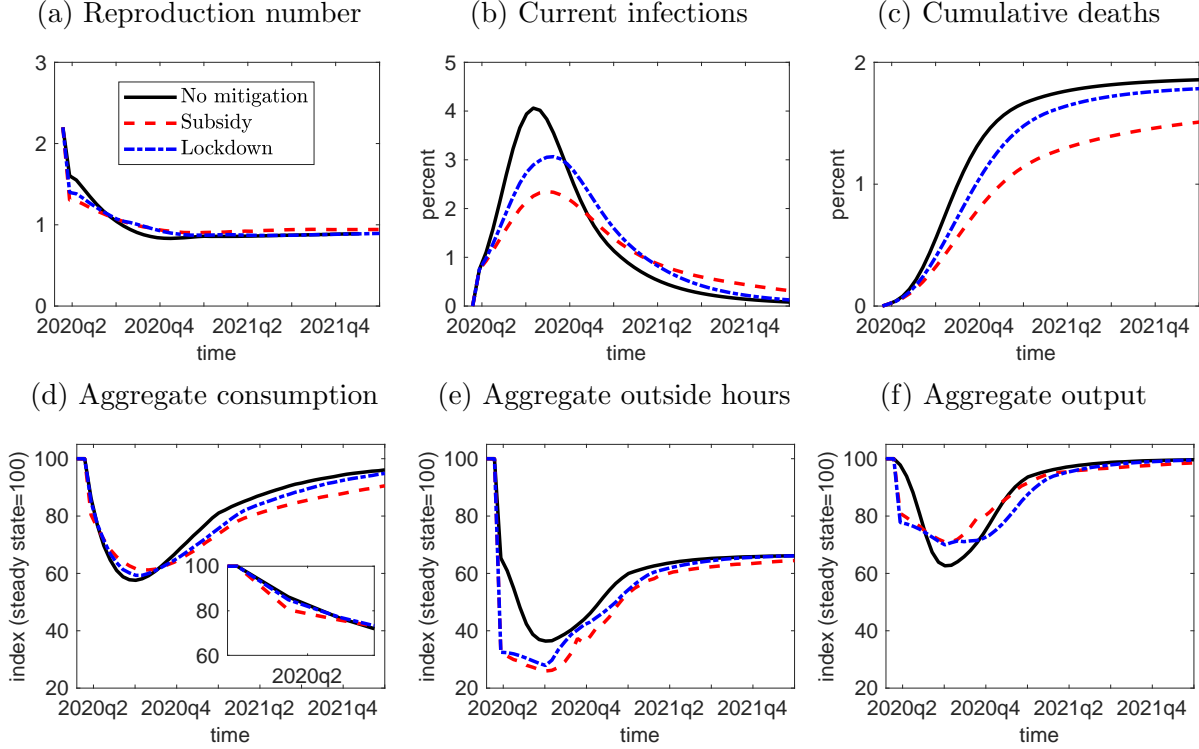 (a) Reproduction number
(b) Current infections
(c) Cumulative deaths
3
2
1
0
No mitigation
Subsidy
Lockdown
2020q2 2020q4 2021q2 2021q4
time
5
4
3
2
1
0
percent
2020q2 2020q4 2021q2 2021q4
time
2
1
0
percent
2020q2 2020q4 2021q2 2021q4
time
(d) Aggregate consumption
(e) Aggregate outside hours
(f) Aggregate output
100
80
60
40
20
index (steady state=100)
100
80
60
2020q2
2020q2 2020q4 2021q2 2021q4
time
100
80
60
40
20
index (steady state=100)
2020q2 2020q4 2021q2 2021q4
time
100
80
60
40
20
index (steady state=100)
2020q2 2020q4 2021q2 2021q4
time